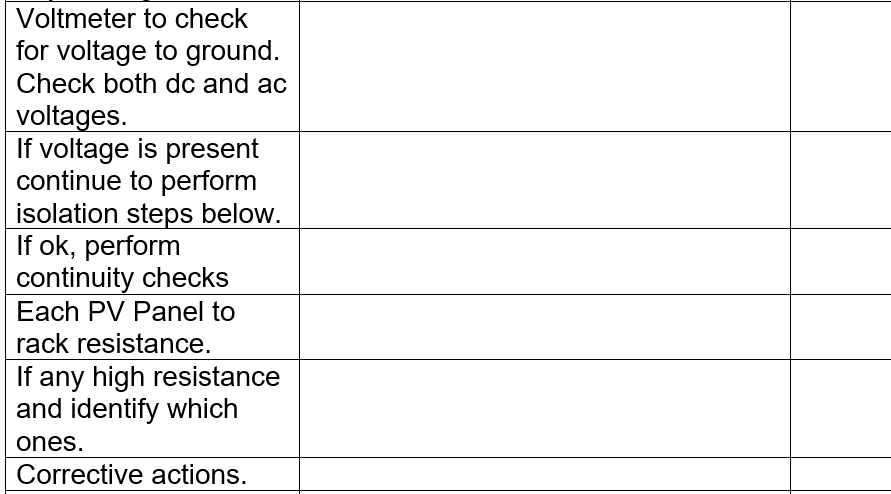 Voltmeter to check
for voltage to ground.
Check both dc and ac
voltages.
If voltage is present
continue to perform
isolation steps below.
If ok, perform
continuity checks
Each PV Panel to
rack resistance.
If any high resistance
and identify which
ones.
Corrective actions.